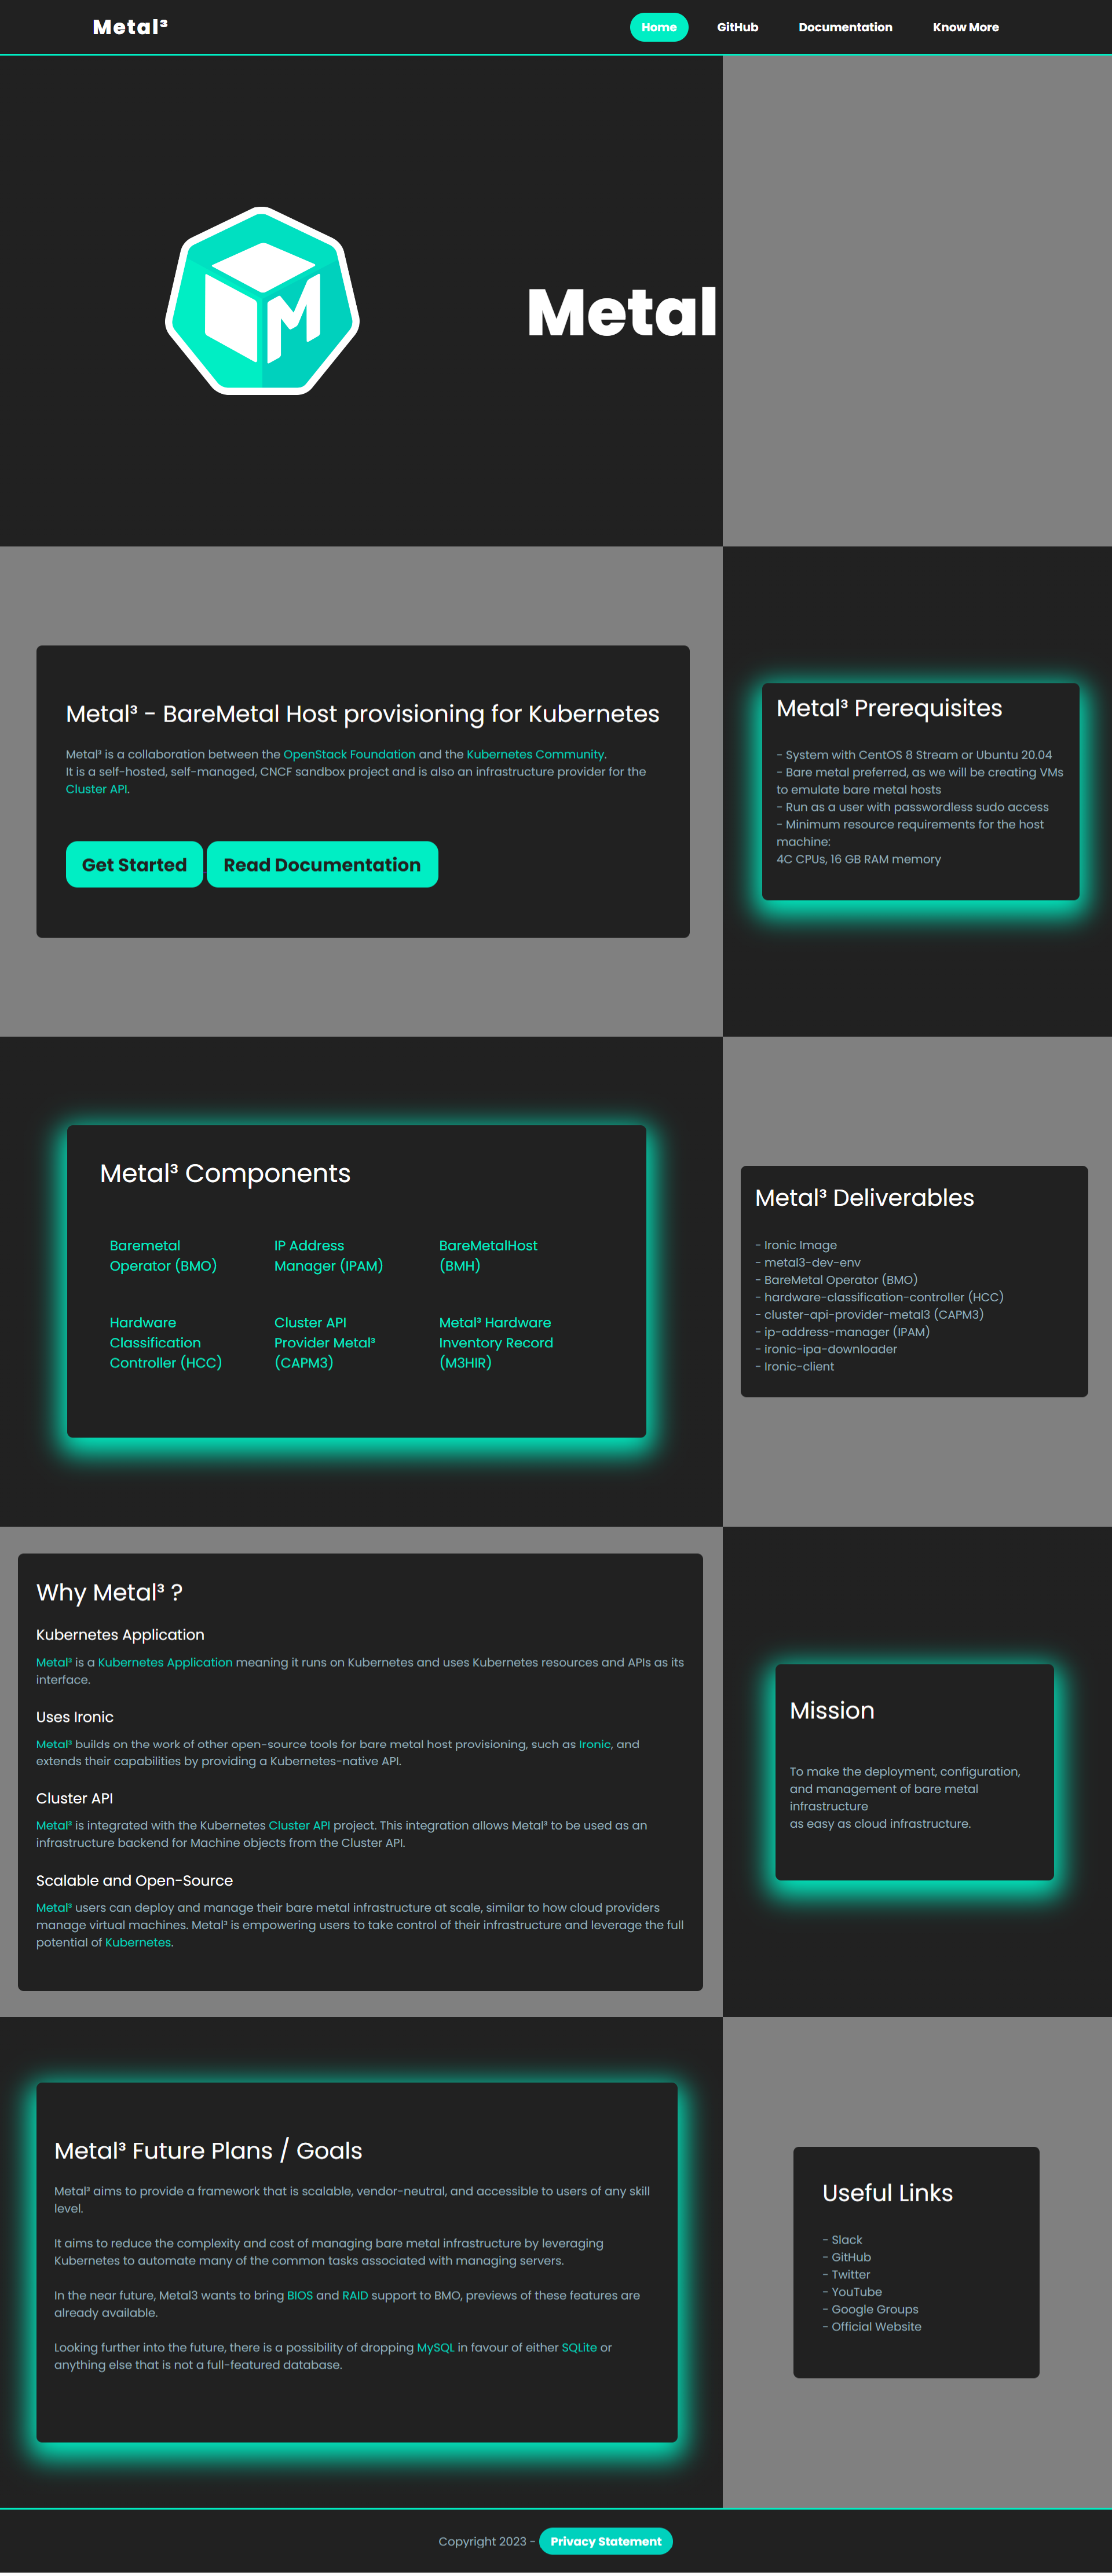 Metal³
Home
GitHub
Documentation
Know More
M
Metal
Metal³ - BareMetal Host provisioning for Kubernetes
Metal³ is a collaboration between the OpenStack Foundation and the Kubernetes Community.
It is a self-hosted, self-managed, CNCF sandbox project and is also an infrastructure provider for the
Cluster API.
Get Started
Read Documentation
Metal³ Prerequisites
- System with CentOS 8 Stream or Ubuntu 20.04
- Bare metal preferred, as we will be creating VMs
to emulate bare metal hosts
- Run as a user with passwordless sudo access
- Minimum resource requirements for the host
machine:
4C CPUs, 16 GB RAM memory
Metal³ Components
Baremetal
Operator (BMO)
IP Address
Manager (IPAM)
BareMetalHost
(BMH)
Hardware
Classification
Controller (HCC)
Cluster API
Provider Metal³
(CAPM3)
Metal³ Hardware
Inventory Record
(M3HIR)
Metal³ Deliverables
- Ironic Image
- metal3-dev-env
- BareMetal Operator (BMO)
- hardware-classification-controller (HCC)
- cluster-api-provider-metal3 (CAPM3)
- ip-address-manager (IPAM)
- ironic-ipa-downloader
- Ironic-client
Why Metal³ ?
Kubernetes Application
Metal³ is a Kubernetes Application meaning it runs on Kubernetes and uses Kubernetes resources and APIs as its
interface.
Uses Ironic
Metal³ builds on the work of other open-source tools for bare metal host provisioning, such as Ironic, and
extends their capabilities by providing a Kubernetes-native API.
Cluster API
Metal³ is integrated with the Kubernetes Cluster API project. This integration allows Metal³ to be used as an
infrastructure backend for Machine objects from the Cluster API.
Scalable and Open-Source
Metal³ users can deploy and manage their bare metal infrastructure at scale, similar to how cloud providers
manage virtual machines. Metal³ is empowering users to take control of their infrastructure and leverage the full
potential of Kubernetes.
Mission
To make the deployment, configuration,
and management of bare metal
infrastructure
as easy as cloud infrastructure.
Metal³ Future Plans / Goals
Metal³ aims to provide a framework that is scalable, vendor-neutral, and accessible to users of any skill
level.
It aims to reduce the complexity and cost of managing bare metal infrastructure by leveraging
Kubernetes to automate many of the common tasks associated with managing servers.
In the near future, Metal3 wants to bring BIOS and RAID support to BMO, previews of these features are
already available.
Looking further into the future, there is a possibility of dropping MySQL in favour of either SQLite or
anything else that is not a full-featured database.
Useful Links
- Slack
- GitHub
- Twitter
- YouTube
- Google Groups
- Official Website
Copyright 2023 - Privacy Statement